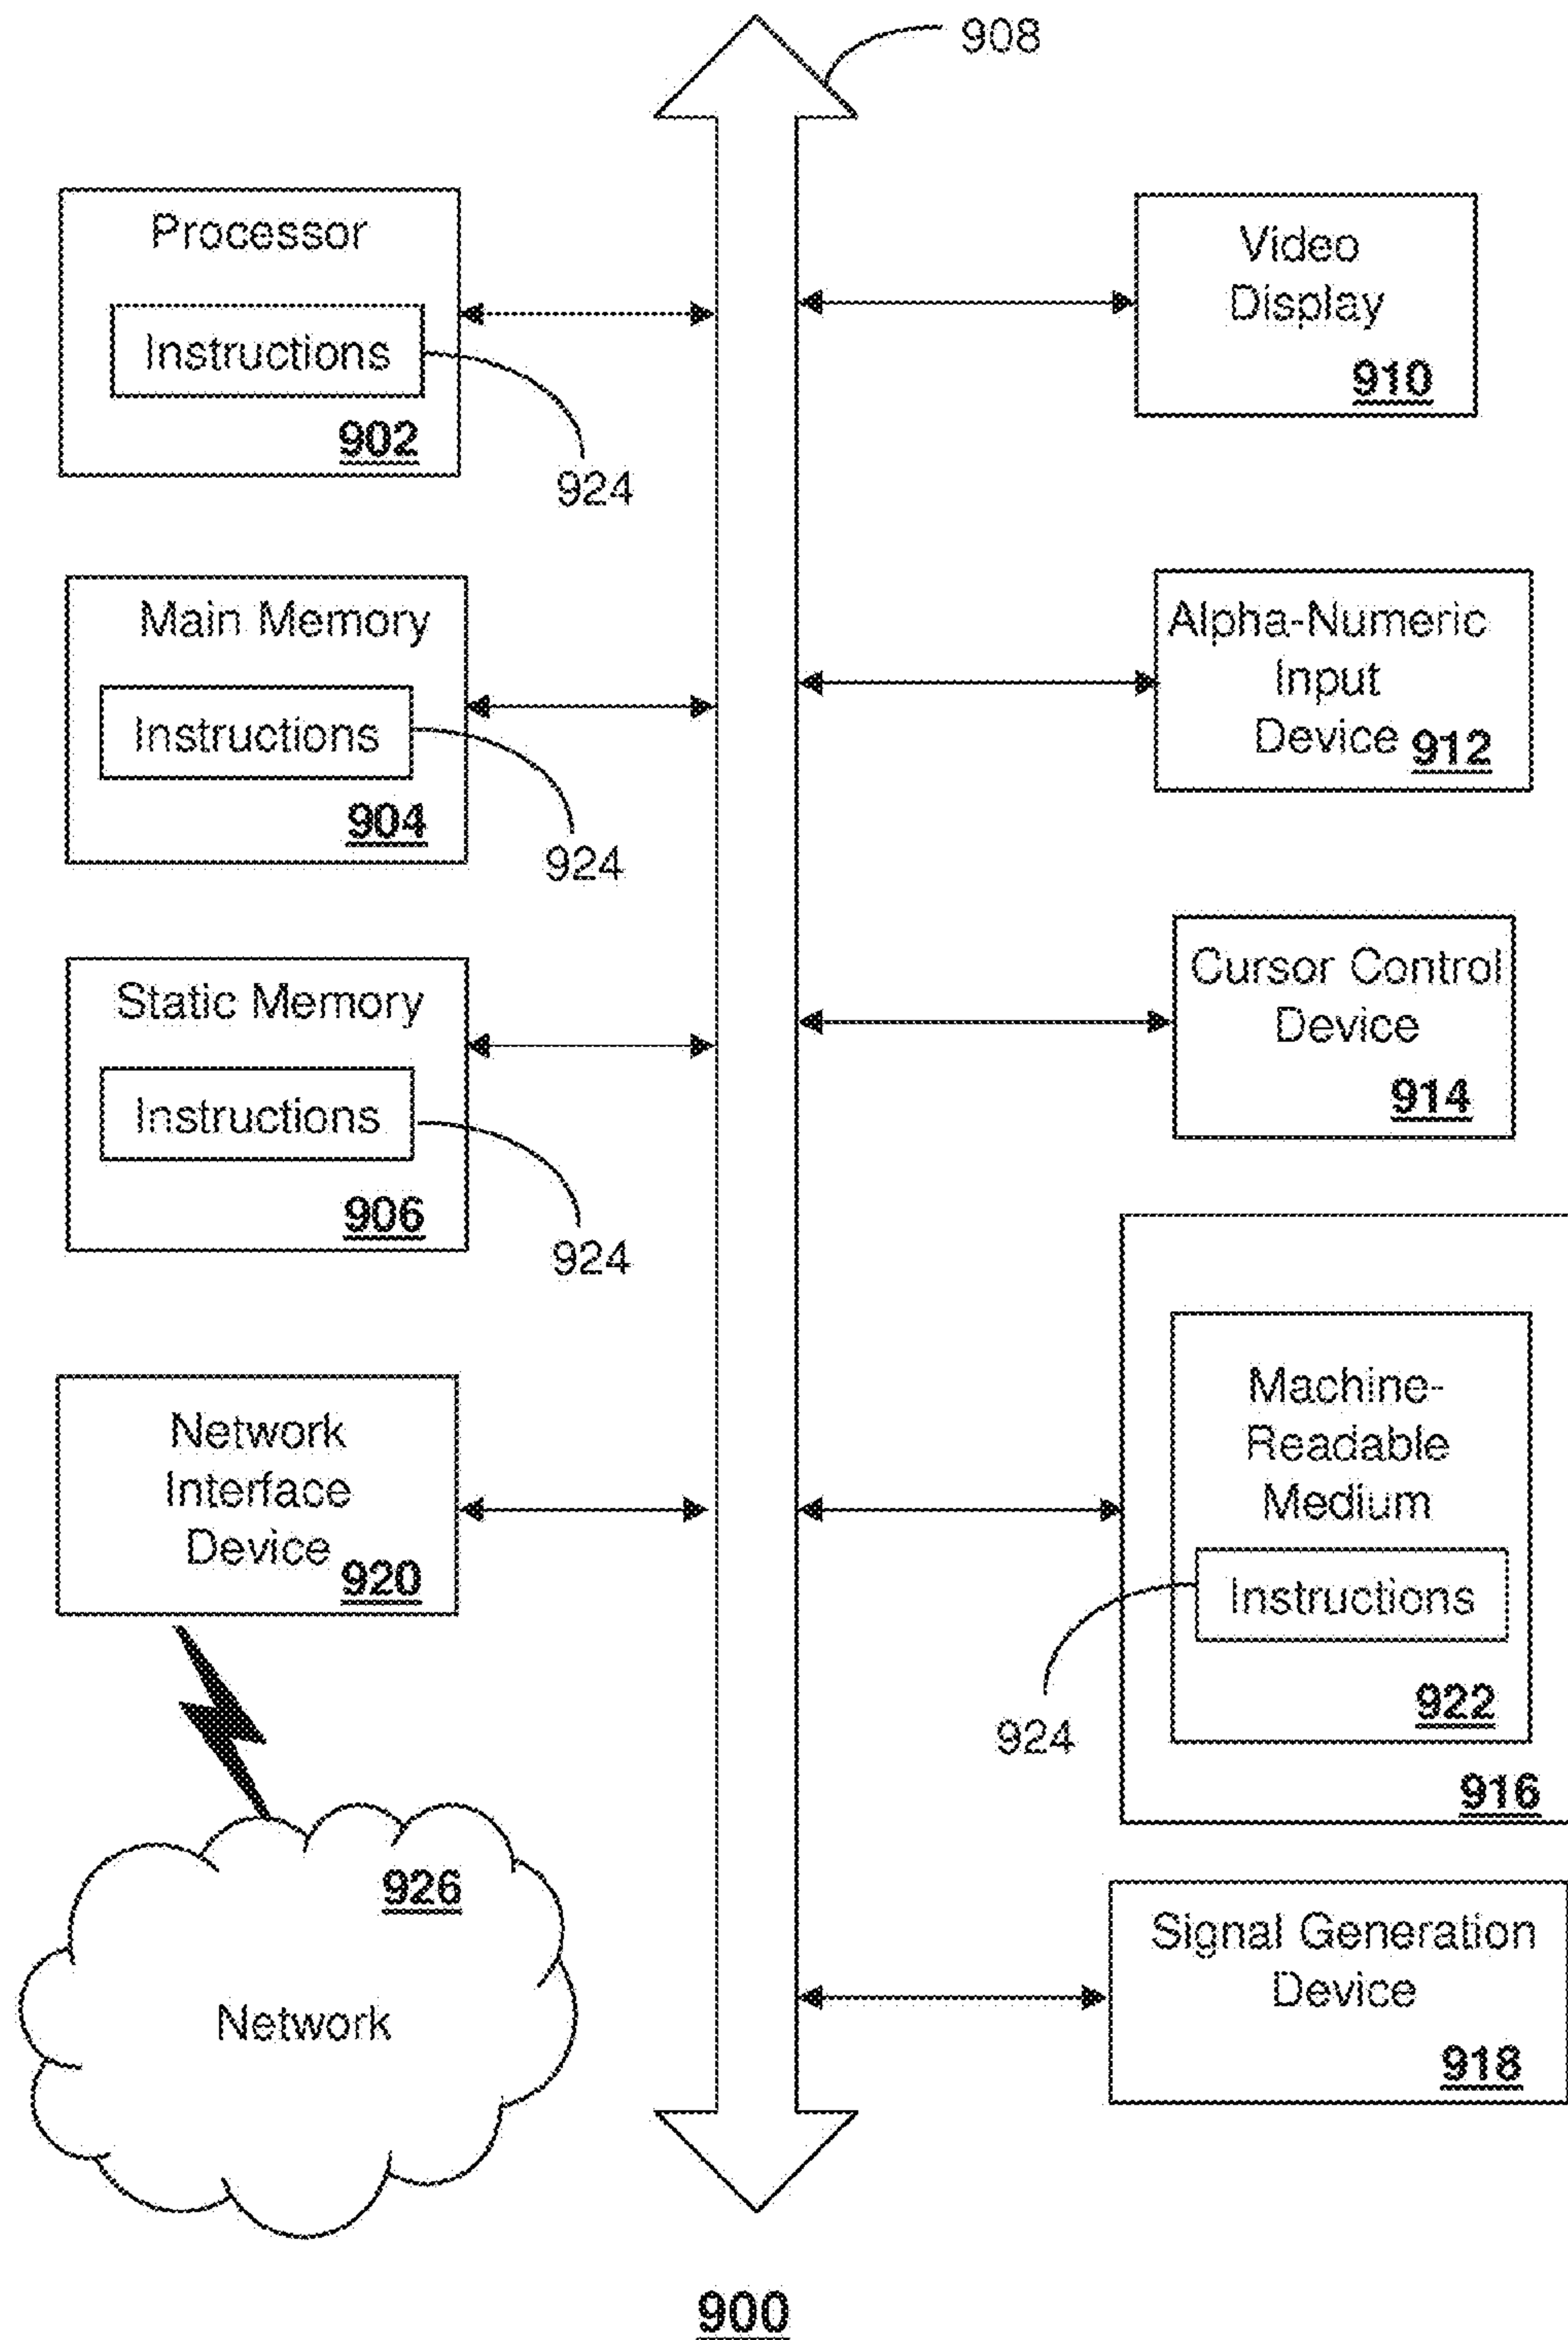 908
Processor
Instructions
902
924
Video
Display
910
Main Memory
Instructions
904
924
Alpha-Numeric
Input
Device 912
Static Memory
Instructions
906
924
Cursor Control
Device
914
Network
Interface
Device
920
Machine-
Readable
Medium
Instructions
922
924
916
926
Network
Signal Generation
Device
918
900